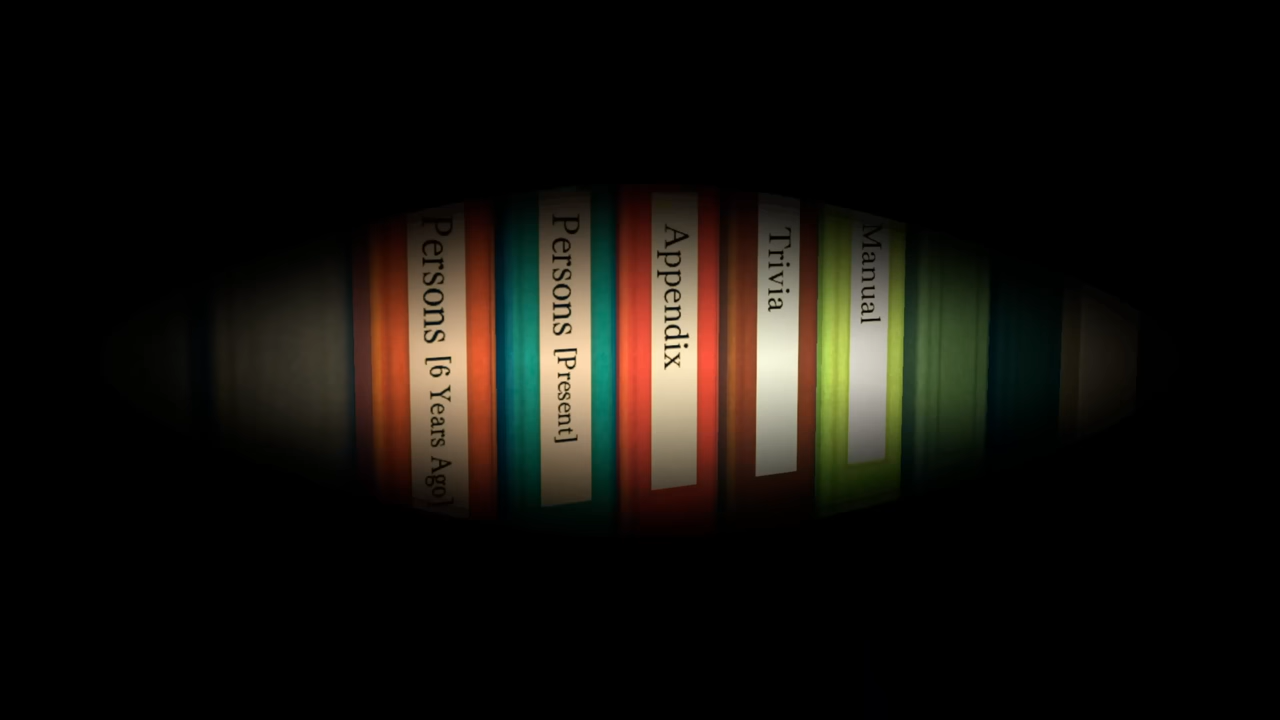 Persons [6 Years Ago]
Persons [Present]
Appendix
Trivia
Manual